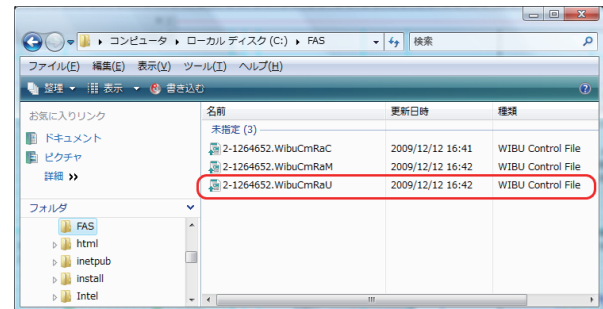 コンピュータ ▸ ローカル ディスク (C:) ▸ FAS 検索
ファイル(F) 編集(E) 表示(V) ツール(T) ヘルプ(H)
整理 表示 書き込む
お気に入りリンク
ドキュメント
ピクチャ
詳細 »
フォルダ
FAS
html
inetpub
install
Intel
名前 更新日時 種類
未指定 (3)
2-1264652.WibuCmRaC 2009/12/12 16:41 WIBU Control File
2-1264652.WibuCmRaM 2009/12/12 16:42 WIBU Control File
2-1264652.WibuCmRaU 2009/12/12 16:42 WIBU Control File